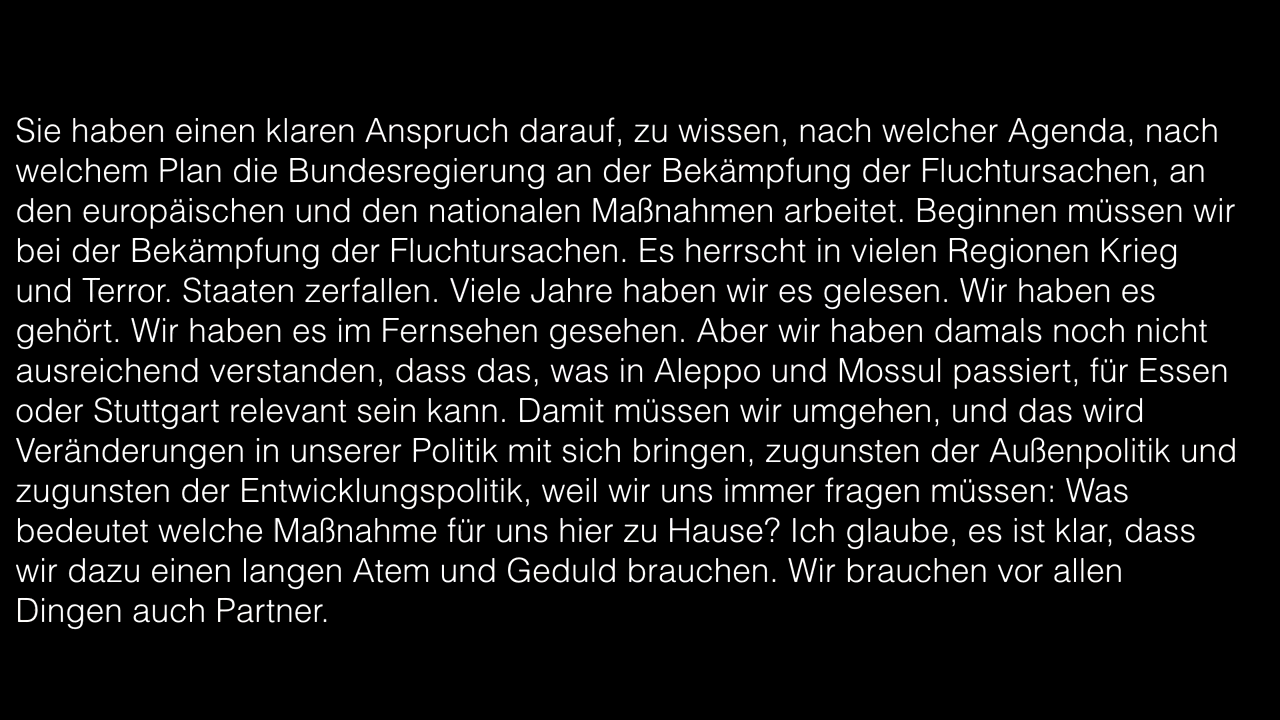 Sie haben einen klaren Anspruch darauf, zu wissen, nach welcher Agenda, nach
welchem Plan die Bundesregierung an der Bekämpfung der Fluchtursachen, an
den europäischen und den nationalen Maßnahmen arbeitet. Beginnen müssen wir
bei der Bekämpfung der Fluchtursachen. Es herrscht in vielen Regionen Krieg
und Terror. Staaten zerfallen. Viele Jahre haben wir es gelesen. Wir haben es
gehört. Wir haben es im Fernsehen gesehen. Aber wir haben damals noch nicht
ausreichend verstanden, dass das, was in Aleppo und Mossul passiert, für Essen
oder Stuttgart relevant sein kann. Damit müssen wir umgehen, und das wird
Veränderungen in unserer Politik mit sich bringen, zugunsten der Außenpolitik und
zugunsten der Entwicklungspolitik, weil wir uns immer fragen müssen: Was
bedeutet welche Maßnahme für uns hier zu Hause? Ich glaube, es ist klar, dass
wir dazu einen langen Atem und Geduld brauchen. Wir brauchen vor allen
Dingen auch Partner.